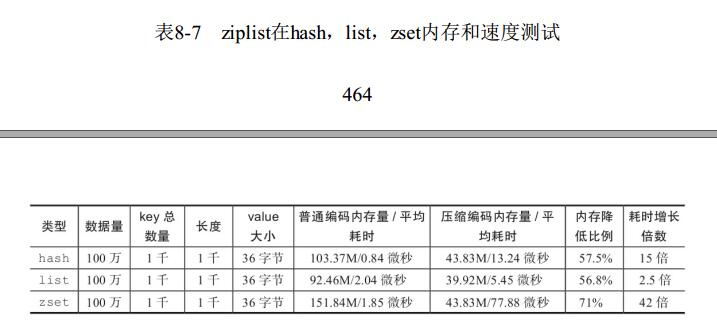 表8-7 ziplist在hash，list，zset内存和速度测试
464
类型 数据量 key 总数量 长度 value 大小 普通编码内存量 / 平均耗时 压缩编码内存量 / 平均耗时 内存降低比例 耗时增长倍数
hash 100 万 1 千 1 千 36 字节 103.37M/0.84 微秒 43.83M/13.24 微秒 57.5% 15 倍
list 100 万 1 千 1 千 36 字节 92.46M/2.04 微秒 39.92M/5.45 微秒 56.8% 2.5 倍
zset 100 万 1 千 1 千 36 字节 151.84M/1.85 微秒 43.83M/77.88 微秒 71% 42 倍